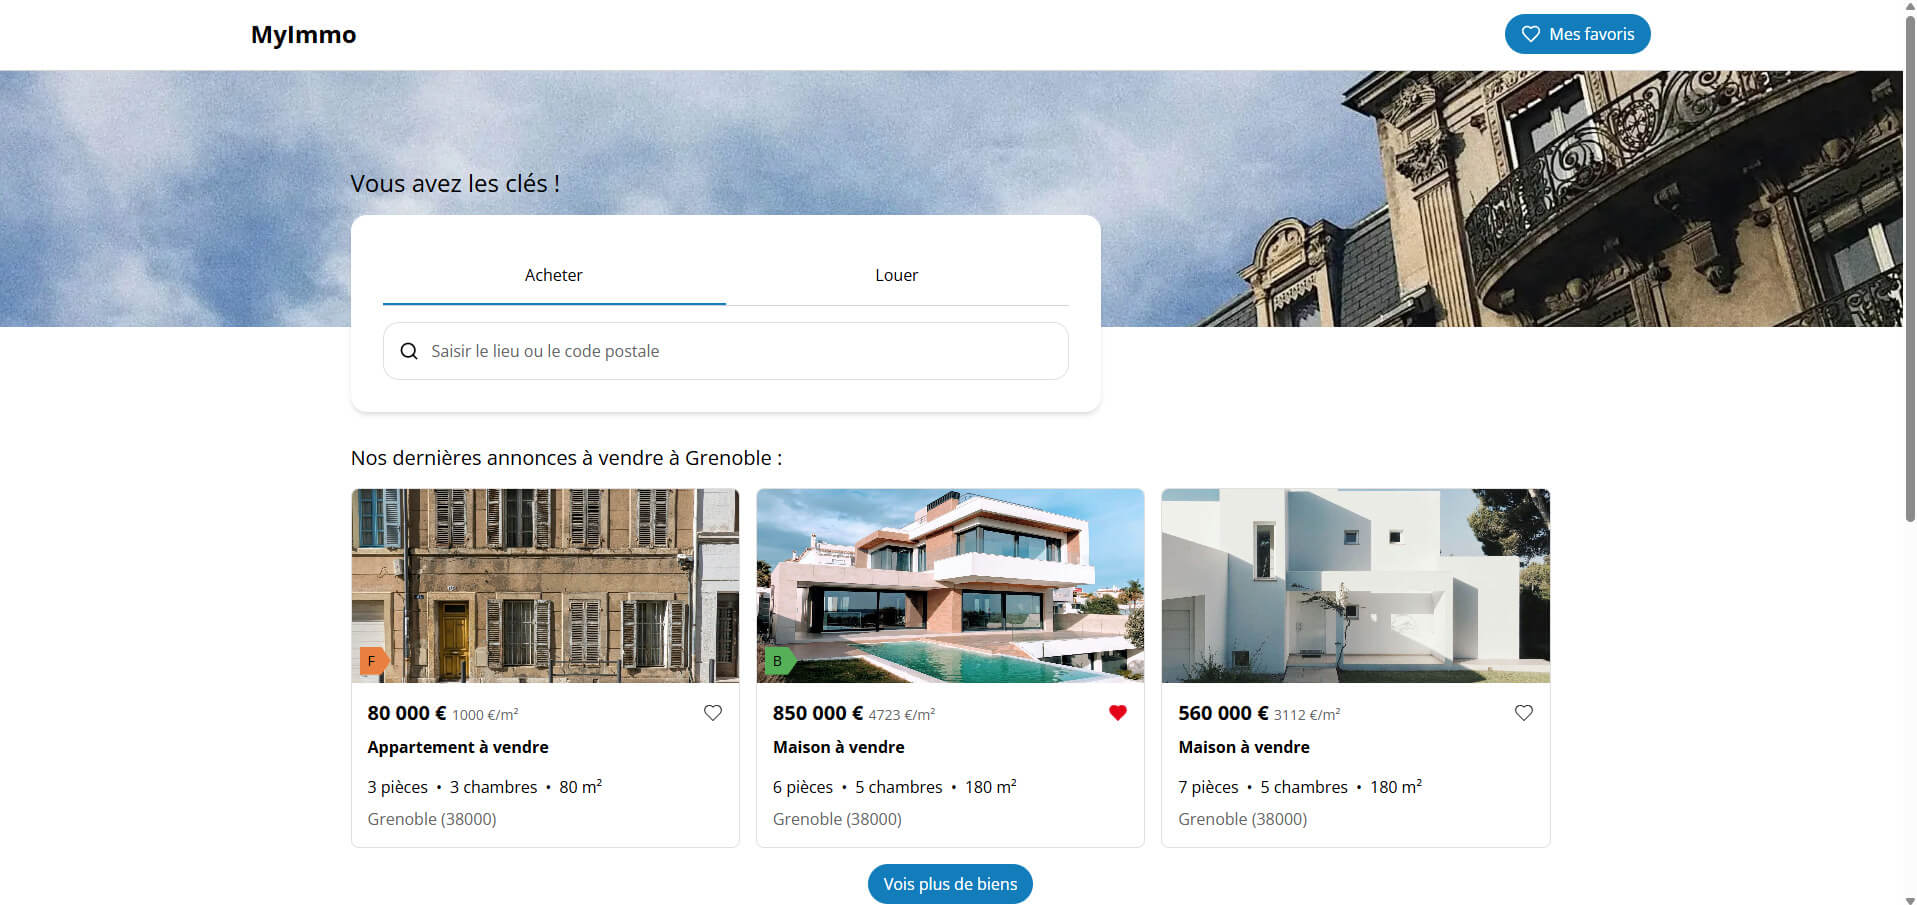 MyImmo
Mes favoris
Vous avez les clés !
Acheter
Louer
Saisir le lieu ou le code postale
Nos dernières annonces à vendre à Grenoble :
F
B
80 000 € 1000 €/m²
Appartement à vendre
3 pièces • 3 chambres • 80 m²
Grenoble (38000)
850 000 € 4723 €/m²
Maison à vendre
6 pièces • 5 chambres • 180 m²
Grenoble (38000)
560 000 € 3112 €/m²
Maison à vendre
7 pièces • 5 chambres • 180 m²
Grenoble (38000)
Vois plus de biens